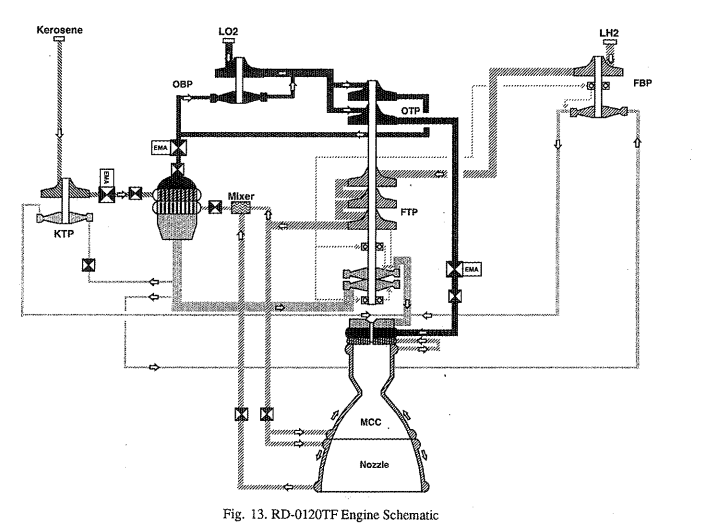 Kerosene
LO2
LH2
OBP
FBP
OTP
EMA
EMA
Mixer
KTP
FTP
EMA
MCC
Nozzle
Fig. 13. RD-0120TF Engine Schematic